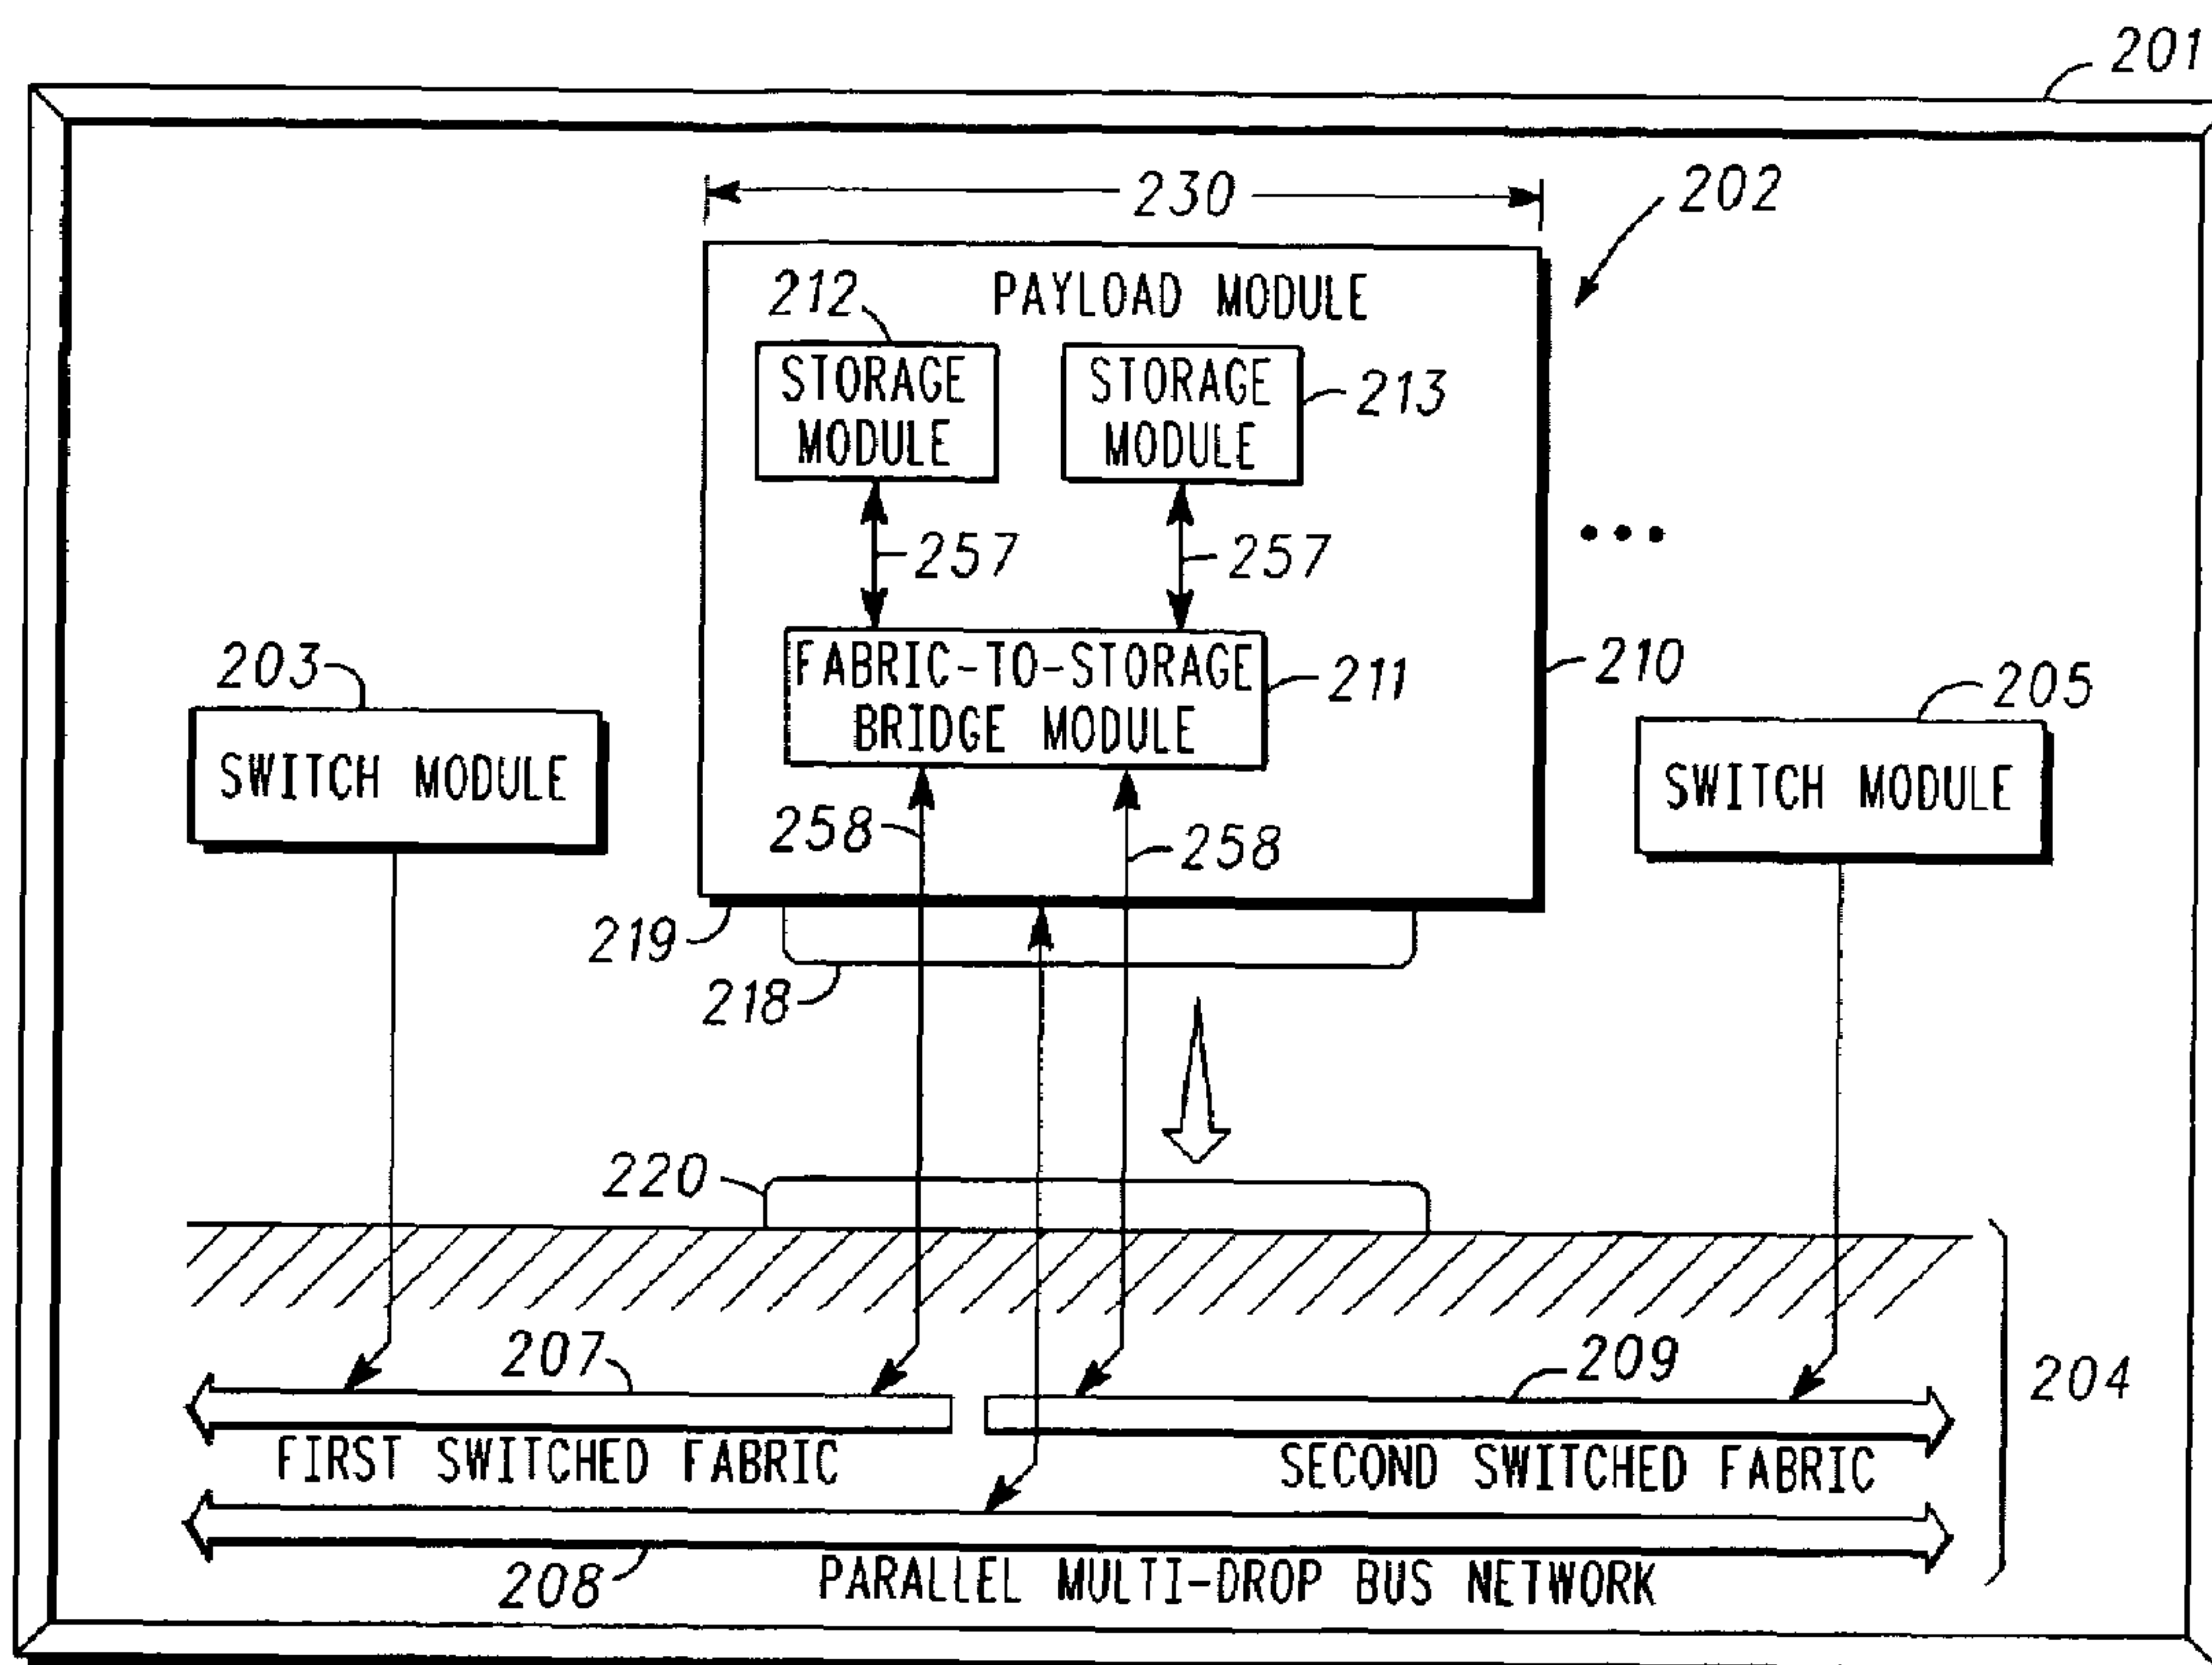 201
230
202
PAYLOAD MODULE
212
STORAGE
MODULE
STORAGE
MODULE
213
257
257
FABRIC-TO-STORAGE
BRIDGE MODULE
211
210
203
SWITCH MODULE
205
SWITCH MODULE
258
258
219
218
220
207
209
204
FIRST SWITCHED FABRIC
SECOND SWITCHED FABRIC
208
PARALLEL MULTI-DROP BUS NETWORK